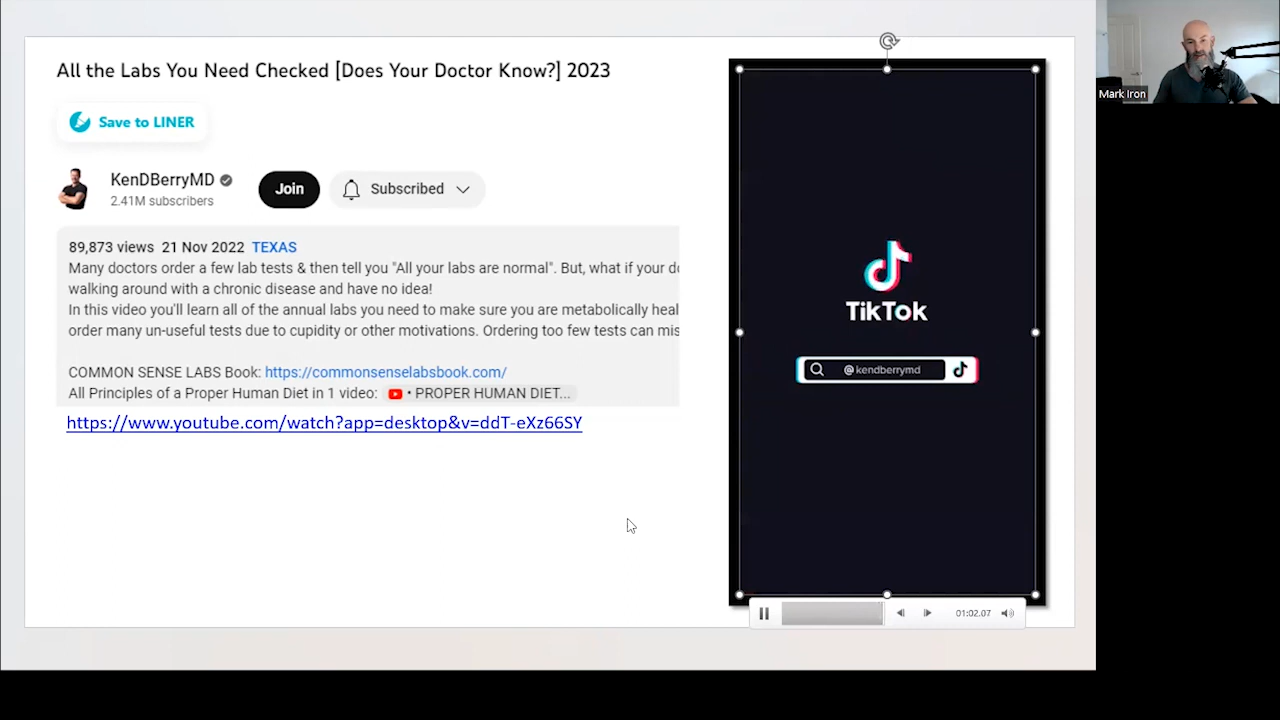 All the Labs You Need Checked [Does Your Doctor Know?] 2023
Save to LINER
KenDBerryMD
2.41M subscribers
Join
Subscribed
89,873 views 21 Nov 2022 TEXAS
Many doctors order a few lab tests & then tell you "All your labs are normal". But, what if your
walking around with a chronic disease and have no idea!
In this video you'll learn all of the annual labs you need to make sure you are metabolically
order many un-useful tests due to cupidity or other motivations. Ordering too few tests can
COMMON SENSE LABS Book: https://commonsenselabsbook.com/
All Principles of a Proper Human Diet in 1 video: • PROPER HUMAN DIET...
https://www.youtube.com/watch?app=desktop&v=ddT-eXz66SY
TikTok
@kendberrymd
01:02.07
Mark Iron